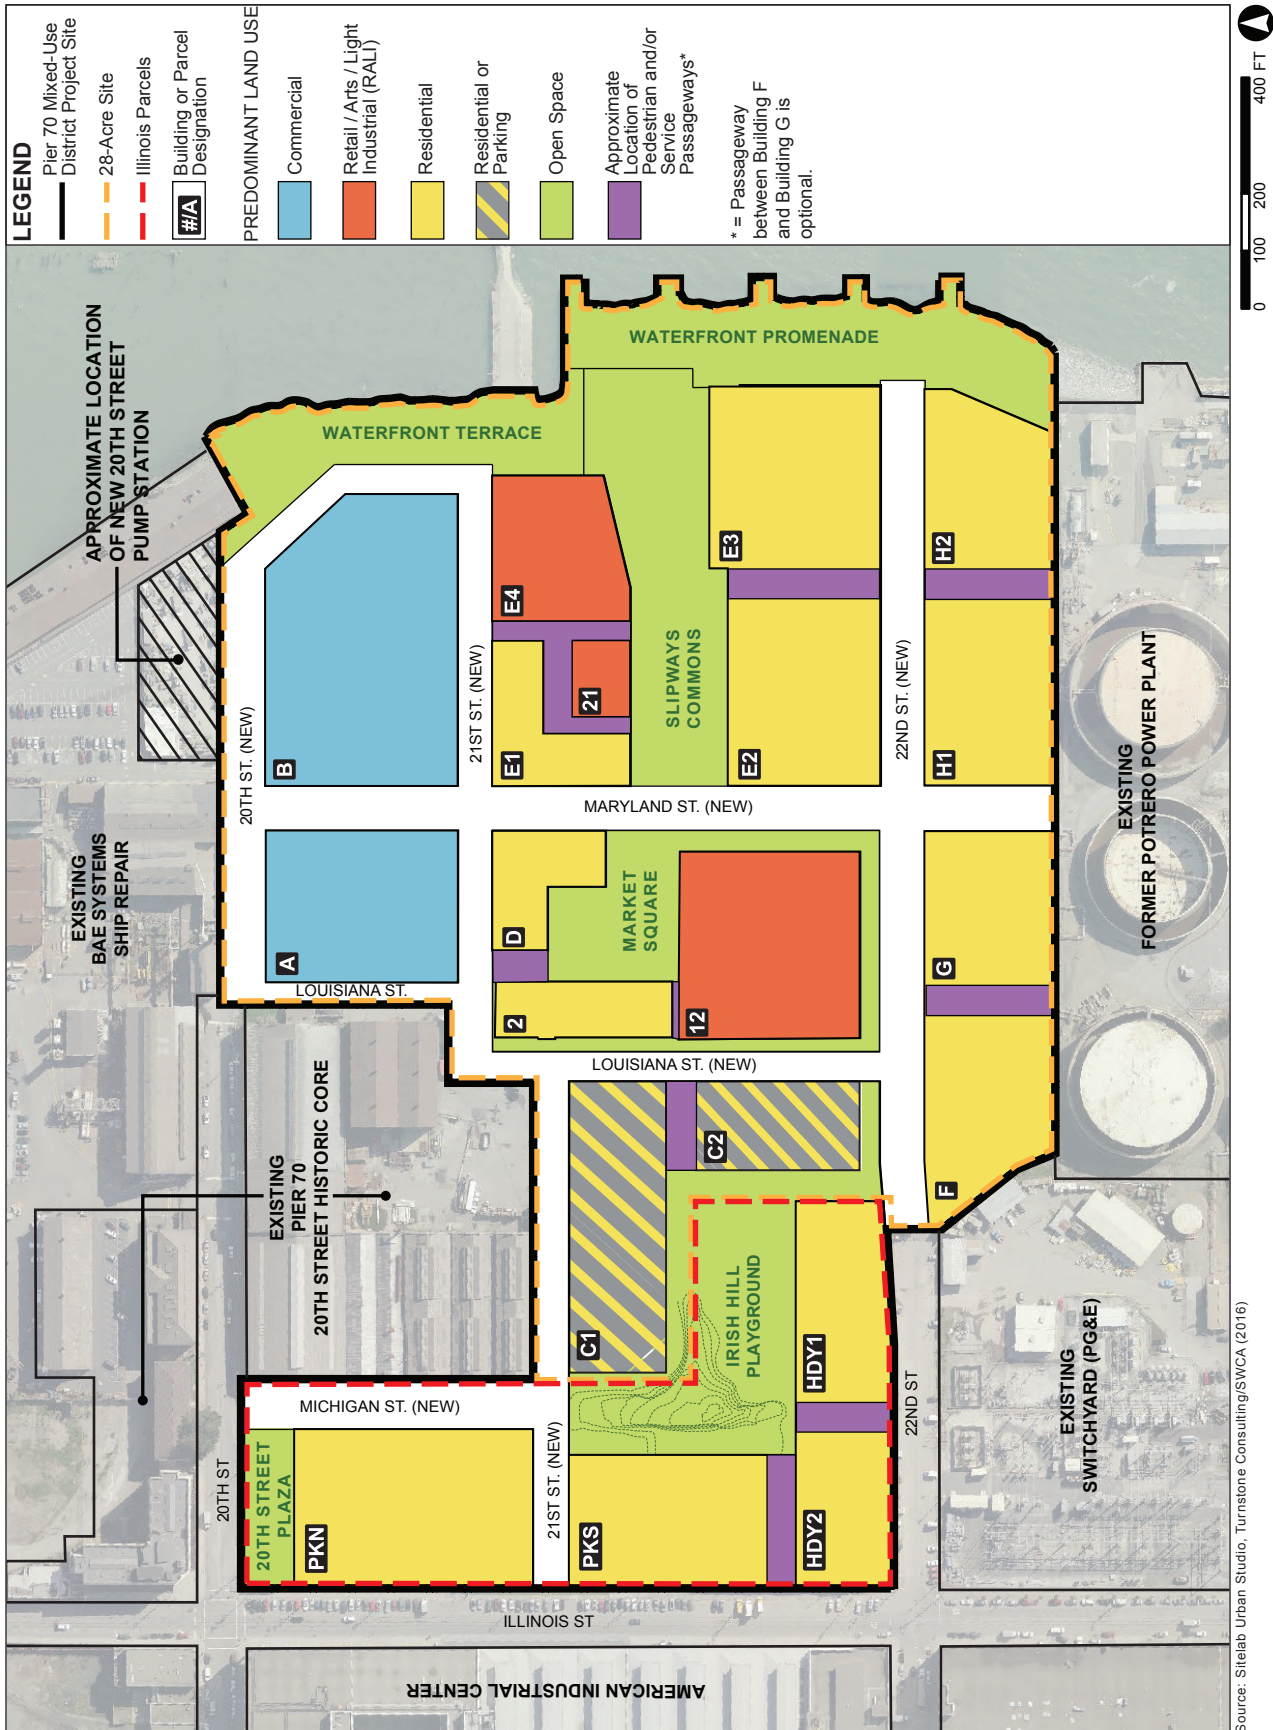 LEGEND
Pier 70 Mixed-Use
District Project Site
28-Acre Site
Illinois Parcels
#/A
Building or Parcel
Designation
PREDOMINANT LAND USE
Commercial
Retail / Arts / Light
Industrial (RALI)
Residential
Residential or
Parking
Open Space
Approximate
Location of
Pedestrian and/or
Service
Passageways*
* = Passageway
between Building F
and Building G is
optional.
APPROXIMATE LOCATION
OF NEW 20TH STREET
PUMP STATION
EXISTING
BAE SYSTEMS
SHIP REPAIR
EXISTING
PIER 70
20TH STREET HISTORIC CORE
20TH ST
20TH ST. (NEW)
WATERFRONT TERRACE
WATERFRONT PROMENADE
A
B
LOUISIANA ST.
21ST ST. (NEW)
E4
21
E1
D
2
12
MARKET
SQUARE
MARYLAND ST. (NEW)
SLIPWAYS
COMMONS
E3
E2
LOUISIANA ST. (NEW)
22ND ST. (NEW)
H2
H1
G
F
C1
C2
MICHIGAN ST. (NEW)
20TH STREET
PLAZA
PKN
21ST ST. (NEW)
PKS
IRISH HILL
PLAYGROUND
HDY1
HDY2
22ND ST
ILLINOIS ST
AMERICAN INDUSTRIAL CENTER
EXISTING
SWITCHYARD (PG&E)
EXISTING
FORMER POTRERO POWER PLANT
0 100 200 400 FT
Source: Sitelab Urban Studio, Turnstone Consulting/SWCA (2016)